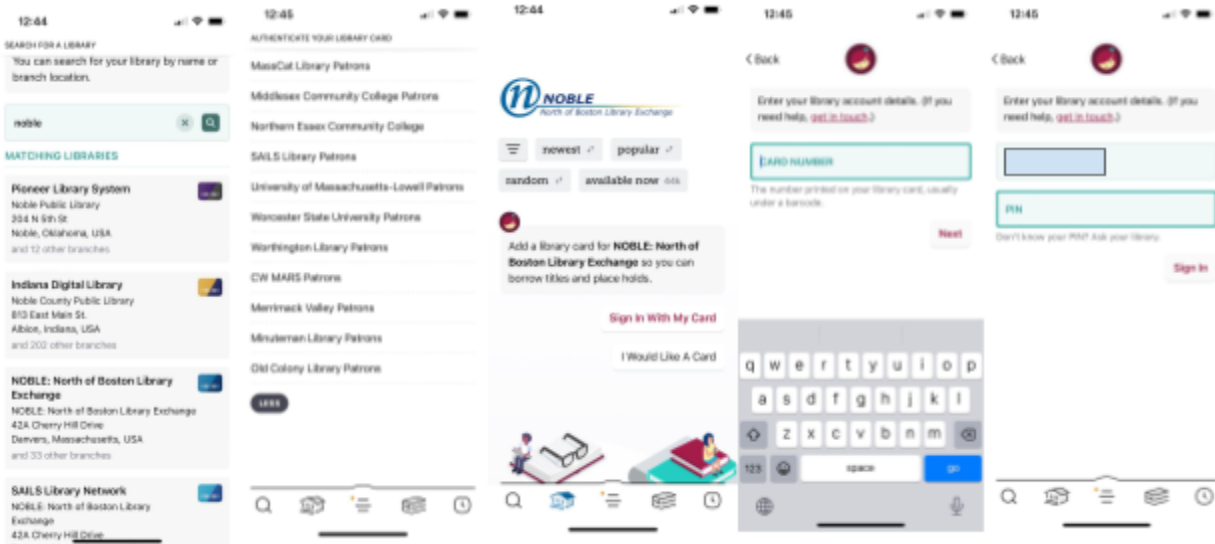 12:44
SEARCH FOR A LIBRARY
You can search for your library by name or
branch location.
noble
MATCHING LIBRARIES
Pioneer Library System
Noble Public Library
204 N 5th St
Noble, Oklahoma, USA
and 12 other branches
Indiana Digital Library
Noble County Public Library
813 East Main St.
Albion, Indiana, USA
and 202 other branches
NOBLE: North of Boston Library
Exchange
NOBLE: North of Boston Library Exchange
42A Cherry Hill Drive
Danvers, Massachusetts, USA
and 33 other branches
SAILS Library Network
NOBLE: North of Boston Library
Exchange
42A Cherry Hill Drive
12:45
AUTHENTICATE YOUR LIBRARY CARD
MassCat Library Patrons
Middlesex Community College Patrons
Northern Essex Community College
SAILS Library Patrons
University of Massachusetts-Lowell Patrons
Worcester State University Patrons
Worthington Library Patrons
CW MARS Patrons
Merrimack Valley Patrons
Minuteman Library Patrons
Old Colony Library Patrons
LESS
12:44
NOBLE
North of Boston Library Exchange
newest
popular
random
available now 66k
Add a library card for NOBLE: North of
Boston Library Exchange so you can
borrow titles and place holds.
Sign In With My Card
I Would Like A Card
12:45
< Back
Enter your library account details. (If you
need help, get in touch.)
CARD NUMBER
The number printed on your library card, usually
under a barcode.
Next
q w e r t y u i o p
a s d f g h j k l
z x c v b n m
123
space
go
12:45
< Back
Enter your library account details. (If you
need help, get in touch.)
PIN
Don't know your PIN? Ask your library.
Sign In